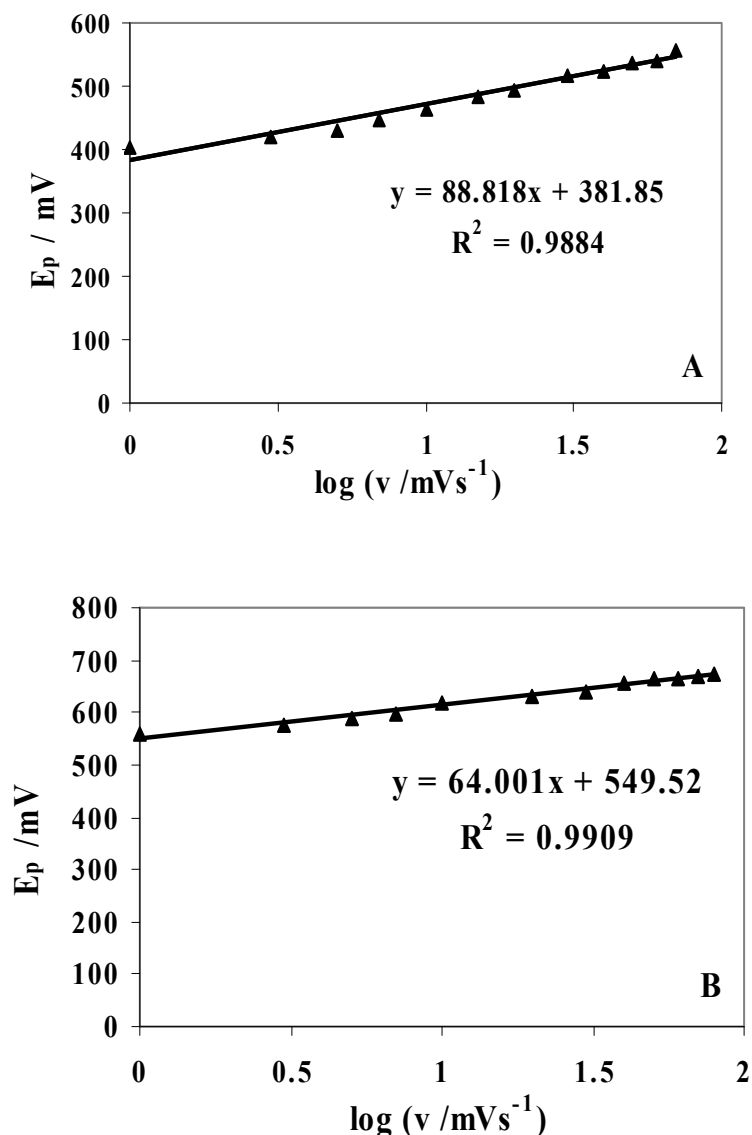 600
500
400
300
200
100
0
E_p / mV
y = 88.818x + 381.85
R² = 0.9884
A
0 0.5 1 1.5 2
log (v /mVs⁻¹)
800
700
600
500
400
300
200
100
0
E_p /mV
y = 64.001x + 549.52
R² = 0.9909
B
0 0.5 1 1.5 2
log (v /mVs⁻¹)